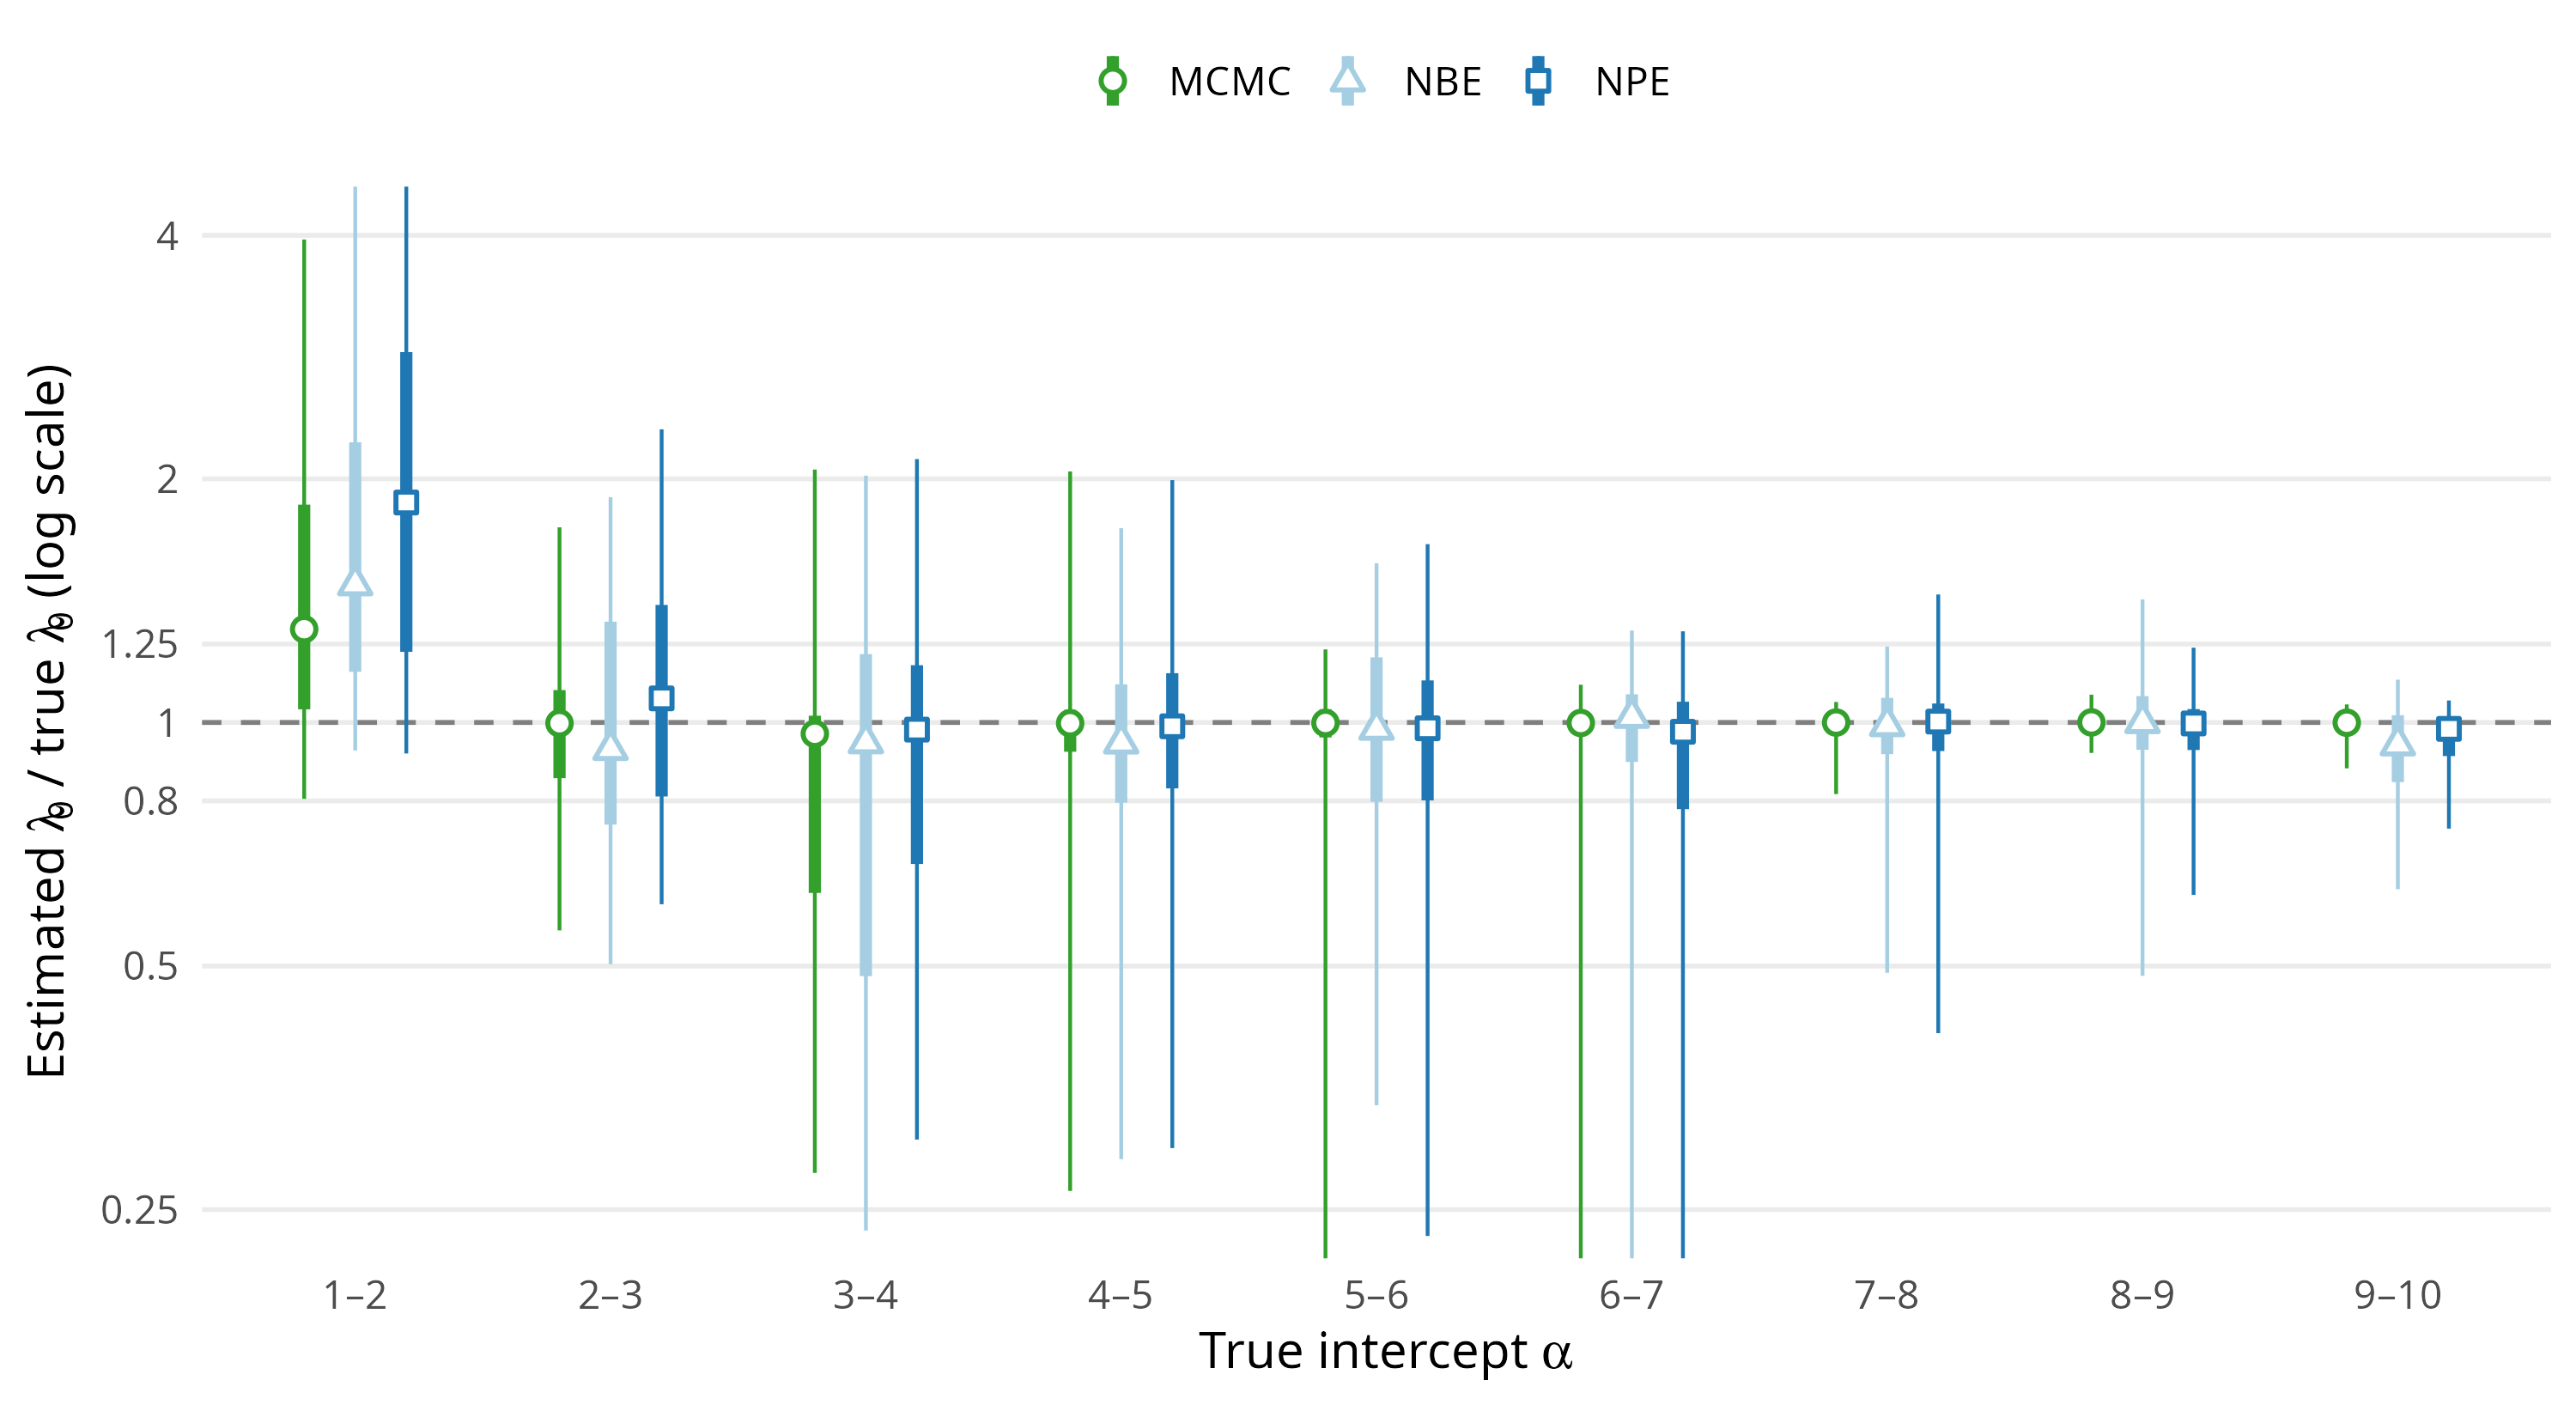 MCMC NBE NPE
Estimated λ0 / true λ0 (log scale)
4
2
1.25
1
0.8
0.5
0.25
1–2 2–3 3–4 4–5 5–6 6–7 7–8 8–9 9–10
True intercept α